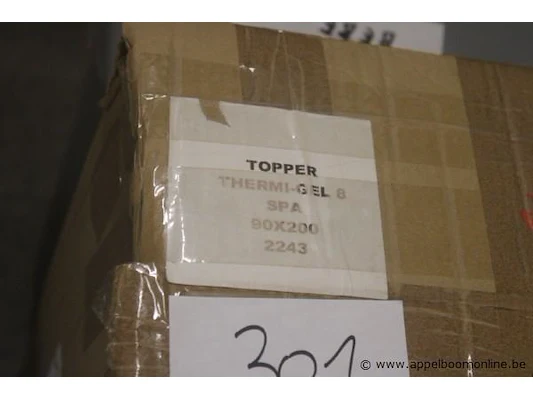 TOPPER
THERMI-GEL 8
SPA
90X200
2243
301
© www.appelboomonline.be